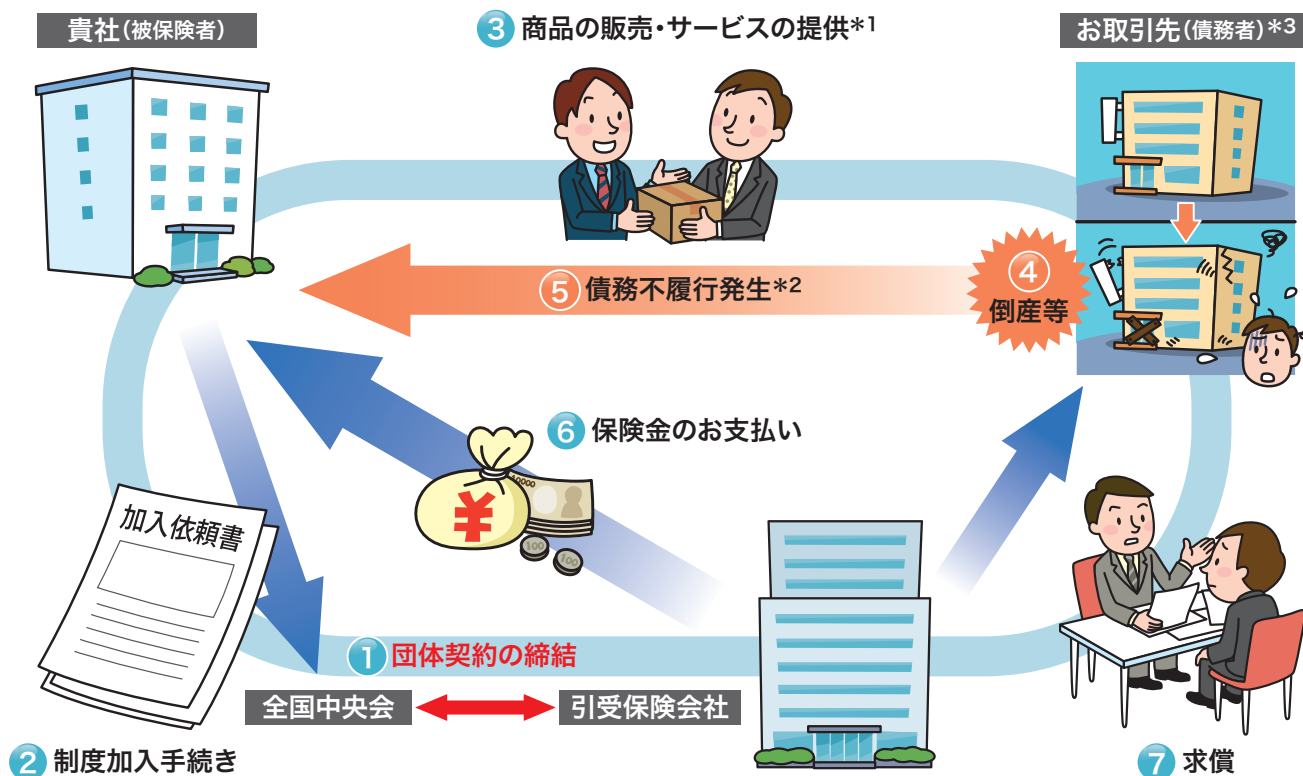 貴社(被保険者)
③ 商品の販売・サービスの提供*1
お取引先(債務者)*3
④
倒産等
⑤ 債務不履行発生*2
⑥ 保険金のお支払い
10000
¥
100
100
加入依頼書
① 団体契約の締結
全国中央会
引受保険会社
② 制度加入手続き
⑦ 求償